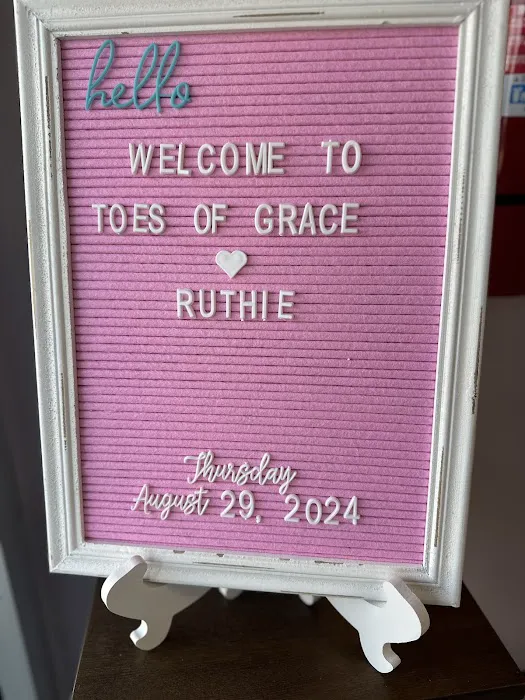 hello
WELCOME TO
TOES OF GRACE
RUTHIE
Thursday
August 29, 2024